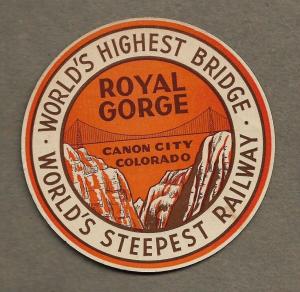 · WORLD'S HIGHEST BRIDGE ·
ROYAL
GORGE
CANON CITY
COLORADO
WORLD'S STEEPEST RAILWAY